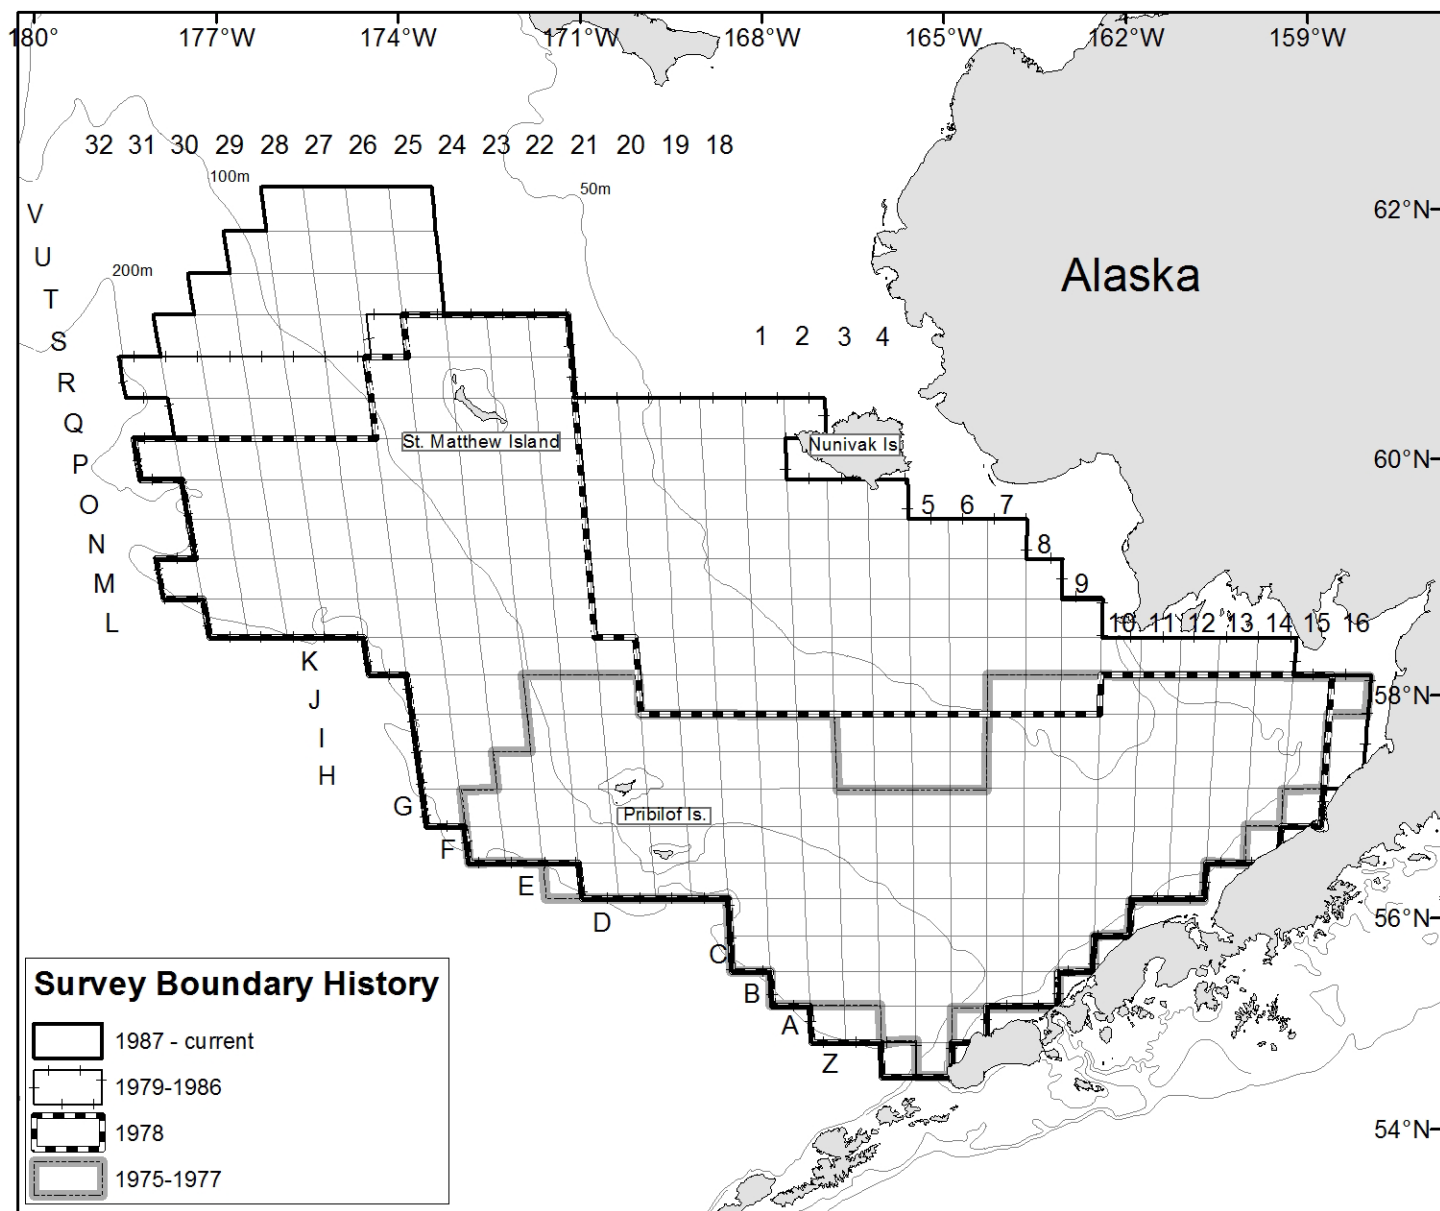 180° 177°W 174°W 171°W 168°W 165°W 162°W 159°W
32 31 30 29 28 27 26 25 24 23 22 21 20 19 18
100m
50m
V
62°N
U
Alaska
200m
T
1 2 3 4
S
R
Q
St. Matthew Island
Nunivak Is
60°N
P
O
5 6 7
N
8
M
9
L
10 11 12 13 14 15 16
K
J
58°N
I
H
G
Pribilof Is.
F
E
D
56°N
C
B
A
Z
54°N
Survey Boundary History
1987 - current
1979-1986
1978
1975-1977